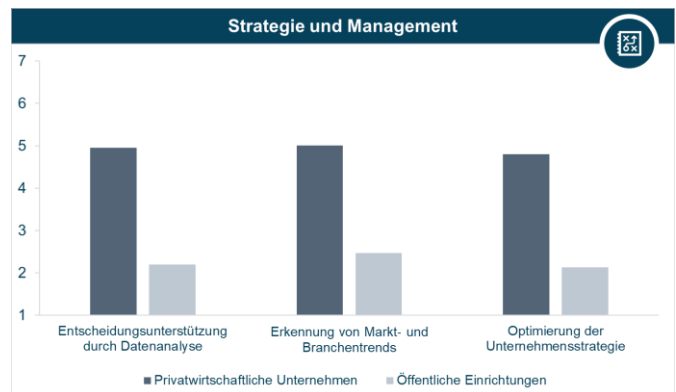 Strategie und Management
7
6
5
4
3
2
1
Entscheidungsunterstützung
durch Datenanalyse
Erkennung von Markt- und
Branchentrends
Optimierung der
Unternehmensstrategie
Privatwirtschaftliche Unternehmen
Öffentliche Einrichtungen